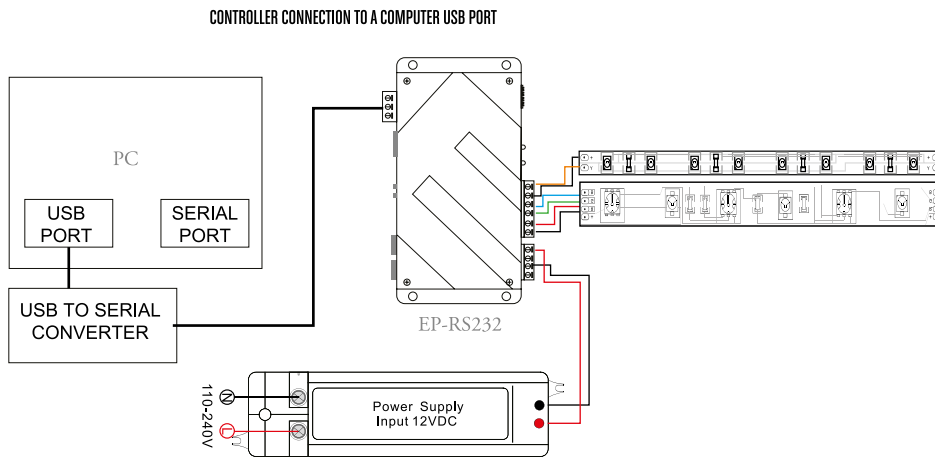 CONTROLLER CONNECTION TO A COMPUTER USB PORT
PC
USB
PORT
SERIAL
PORT
USB TO SERIAL
CONVERTER
EP-RS232
N
L
110-240V
Power Supply
Input 12VDC